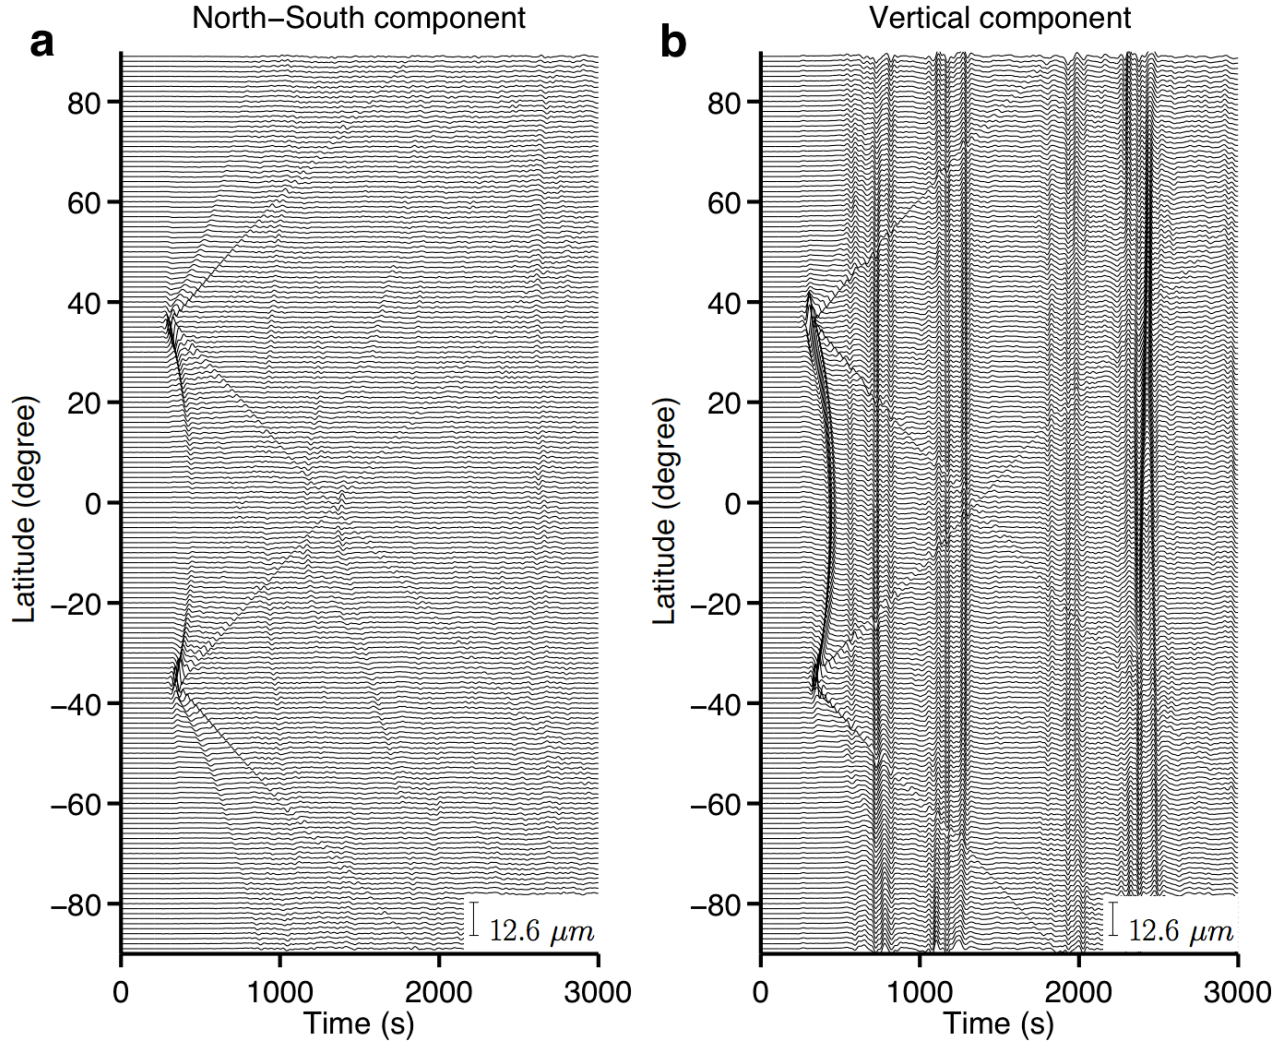 a
North−South component
Latitude (degree)
80
60
40
20
0
−20
−40
−60
−80
12.6 μm
0
1000
2000
3000
Time (s)
b
Vertical component
Latitude (degree)
80
60
40
20
0
−20
−40
−60
−80
12.6 μm
0
1000
2000
3000
Time (s)